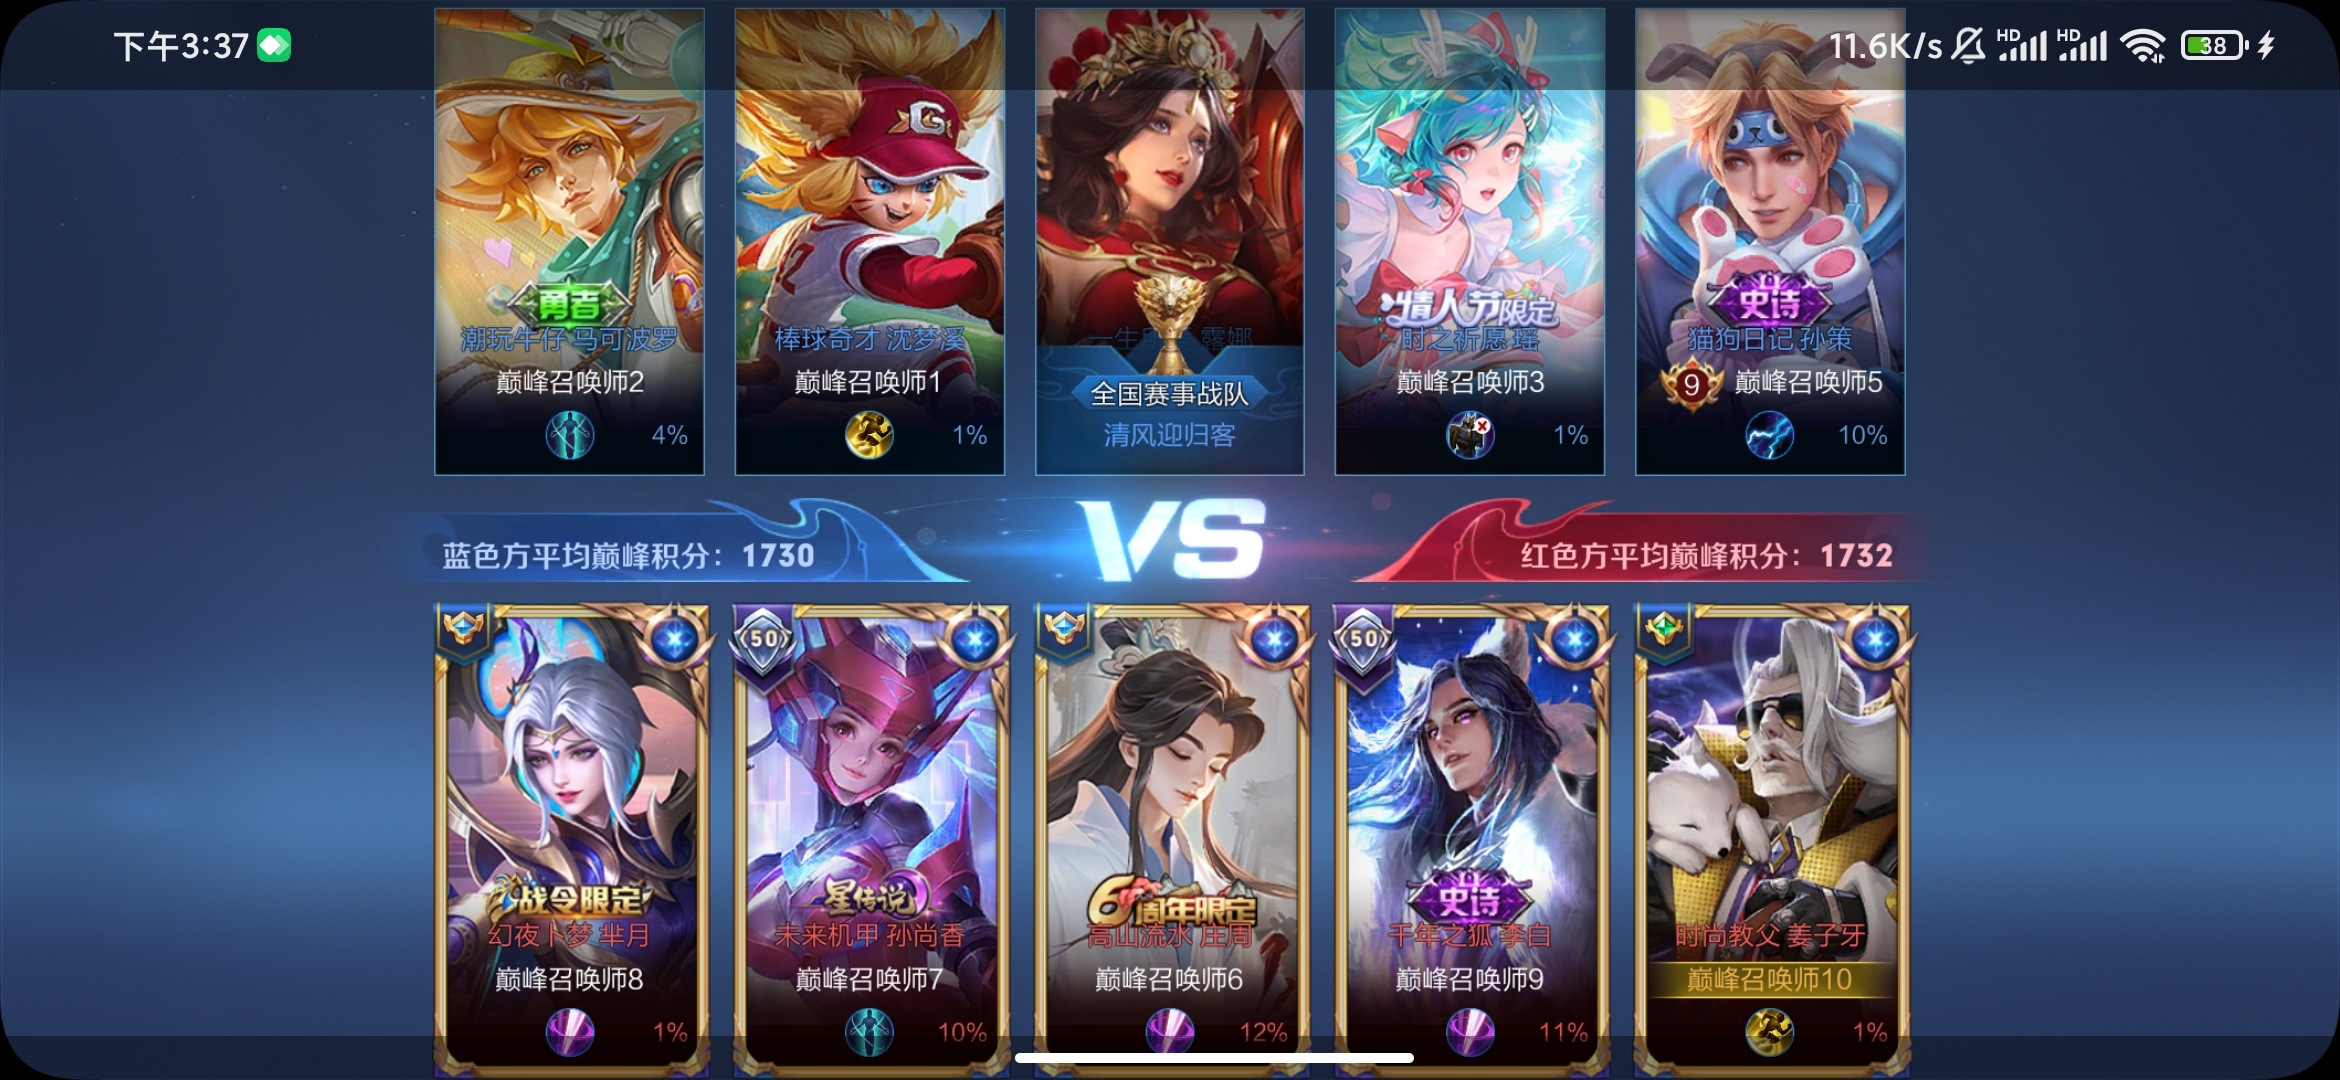 下午3:37
11.6K/s HD HD 38
G
勇者
潮玩牛仔 马可波罗
巅峰召唤师2
4%
棒球奇才 沈梦溪
巅峰召唤师1
1%
一生 露娜
全国赛事战队
清风迎归客
情人节限定
时之祈愿 瑶
巅峰召唤师3
1%
史诗
猫狗日记 孙策
9 巅峰召唤师5
10%
蓝色方平均巅峰积分：1730
VS
红色方平均巅峰积分：1732
战令限定
幻夜卜梦 芈月
巅峰召唤师8
1%
50
星传说
未来机甲 孙尚香
巅峰召唤师7
10%
6周年限定
高山流水 庄周
巅峰召唤师6
12%
50
史诗
千年之狐 李白
巅峰召唤师9
11%
时尚教父 姜子牙
巅峰召唤师10
1%